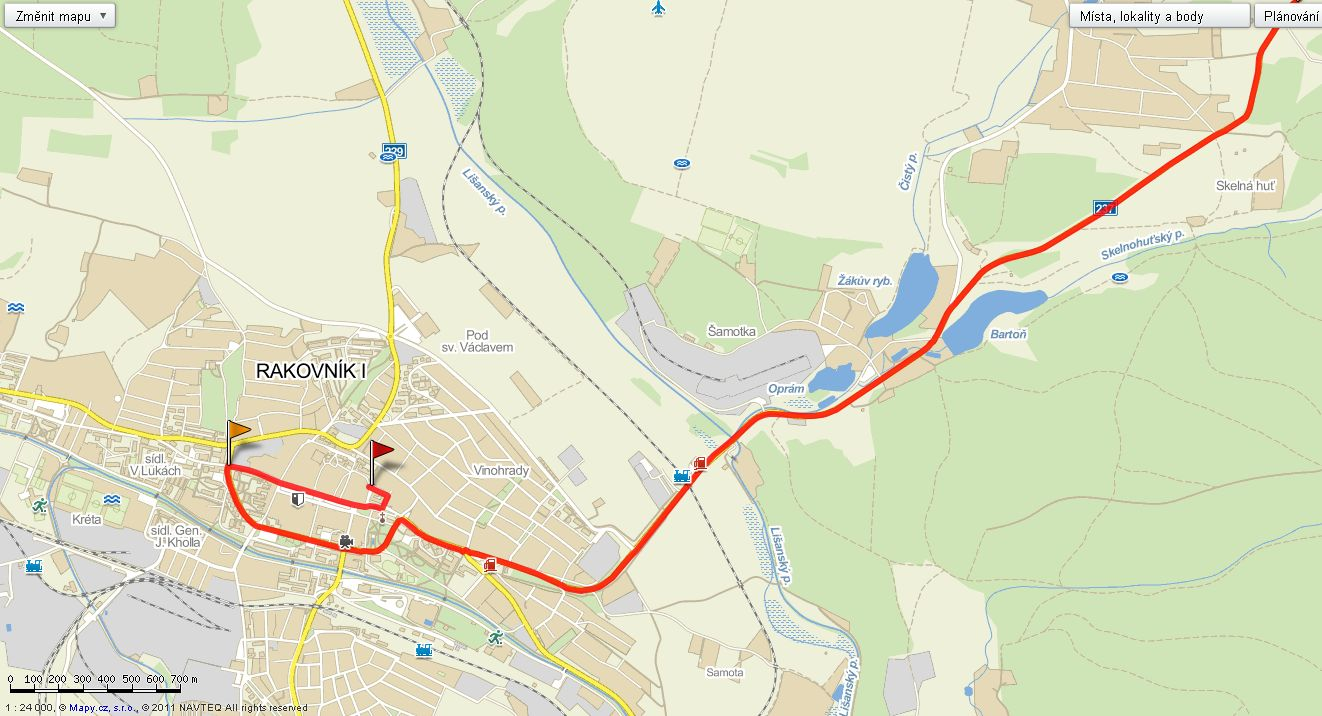 Změnit mapu
Místa, lokality a body
Plánování
229
Lišanský p.
Čistý p.
Skelná huť
237
Skelnohuťský p.
Žákův ryb.
Bartoň
Šamotka
Pod
sv. Václavem
RAKOVNÍK I
Oprám
sídl.
V Lukách
Vinohrady
Kréta
sídl. Gen.
J. Kholla
Lišanský p.
Samota
Lišanský p.
0 100 200 300 400 500 600 700 m
1 : 24 000, © Mapy.cz, s.r.o., © 2011 NAVTEQ All rights reserved